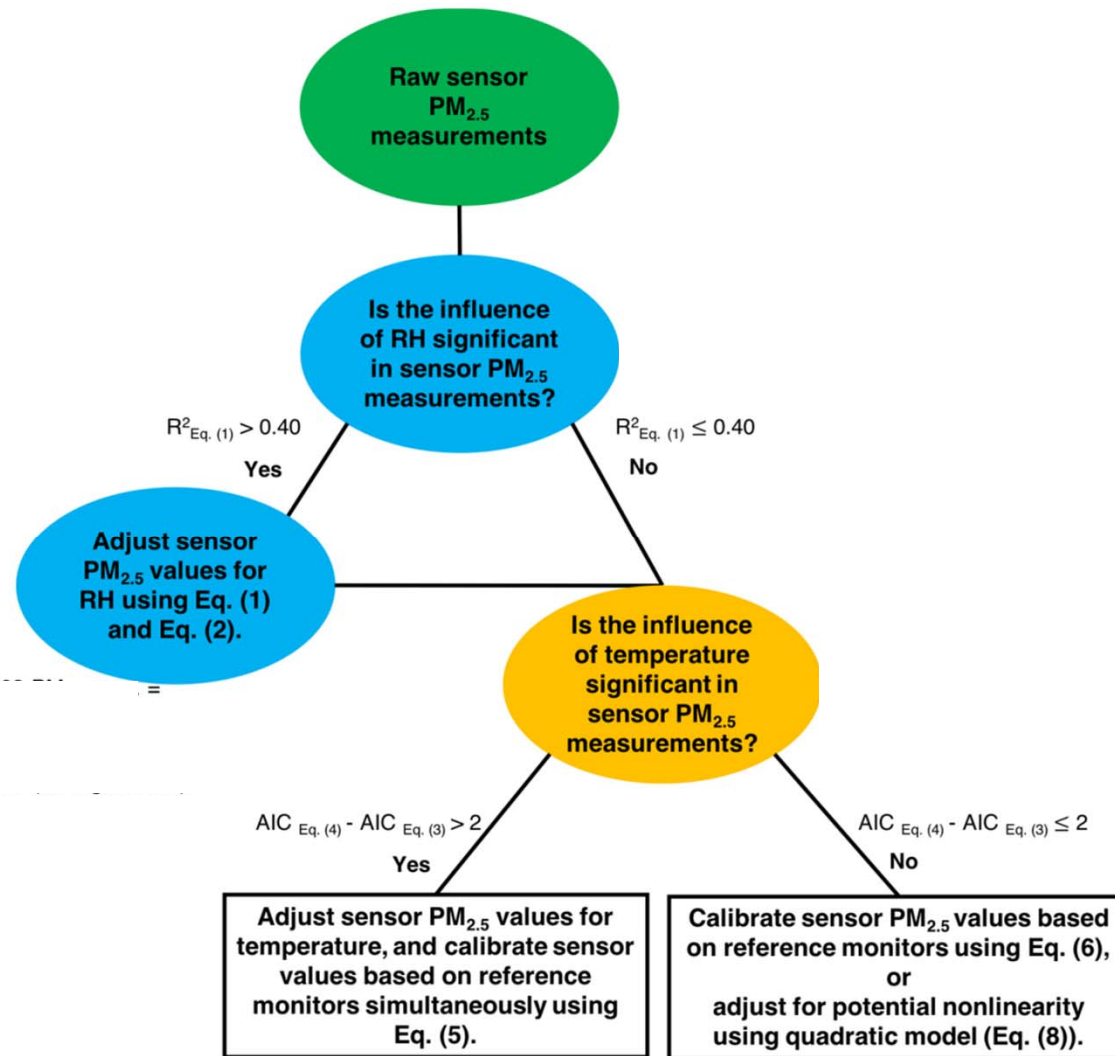 Raw sensor
PM2.5
measurements
Is the influence
of RH significant
in sensor PM2.5
measurements?
R²Eq. (1) > 0.40
R²Eq. (1) ≤ 0.40
Yes
No
Adjust sensor
PM2.5 values for
RH using Eq. (1)
and Eq. (2).
=
Is the influence
of temperature
significant in
sensor PM2.5
measurements?
AIC Eq. (4) - AIC Eq. (3) > 2
AIC Eq. (4) - AIC Eq. (3) ≤ 2
Yes
No
Adjust sensor PM2.5 values for
temperature, and calibrate sensor
values based on reference
monitors simultaneously using
Eq. (5).
Calibrate sensor PM2.5 values based
on reference monitors using Eq. (6),
or
adjust for potential nonlinearity
using quadratic model (Eq. (8)).